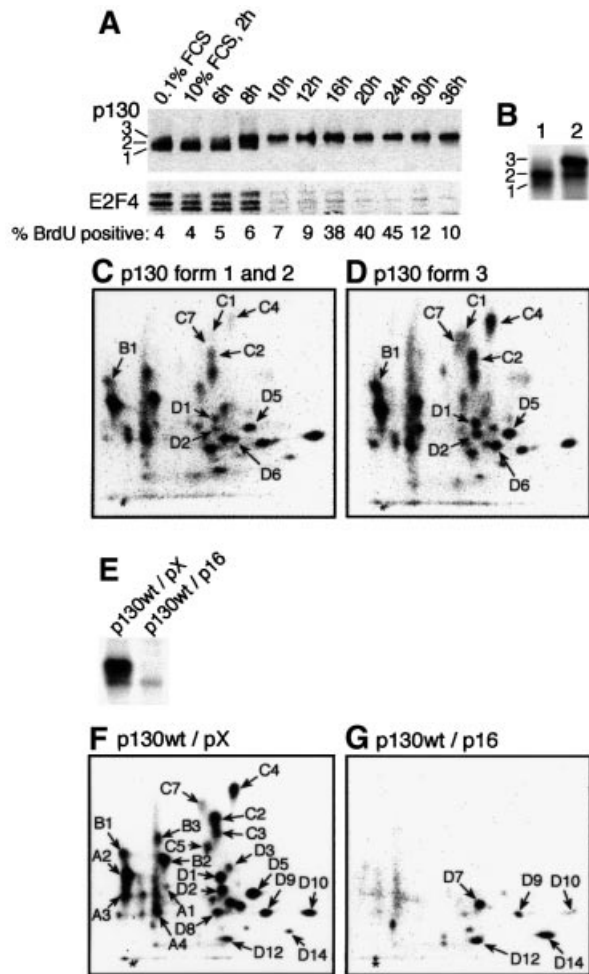 A
0.1% FCS
10% FCS, 2h
6h
8h
10h
12h
16h
20h
24h
30h
36h
p130
3
2
1
E2F4
% BrdU positive: 4 4 5 6 7 9 38 40 45 12 10
B
1 2
3
2
1
C p130 form 1 and 2
C1
C7
C4
C2
B1
D1
D5
D2
D6
D p130 form 3
C1
C7
C4
C2
B1
D1
D5
D2
D6
E
p130wt / pX
p130wt / p16
F p130wt / pX
C4
C7
C2
B3
C3
B1
C5
D3
A2
B2
D1
D5
D2
D9
D10
A3
A1
D8
A4
D12
D14
*
G p130wt / p16
D7
D9
D10
D12
D14
*